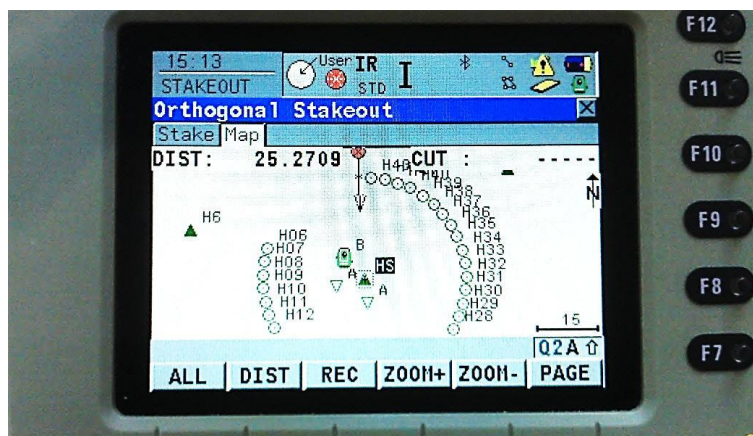 F12
15:13
User IR
STAKEOUT
STD I
F11
Orthogonal Stakeout
Stake Map
DIST: 25.2709 CUT : -----
F10
H39
H38
N
H37
H6
H36
F9
H35
H06
H34
H07
B
H33
H08
HS
H32
H09
A
H31
F8
H10
A
H30
H11
H29
H12
H28
15
Q2A
F7
ALL DIST REC ZOOM+ ZOOM- PAGE